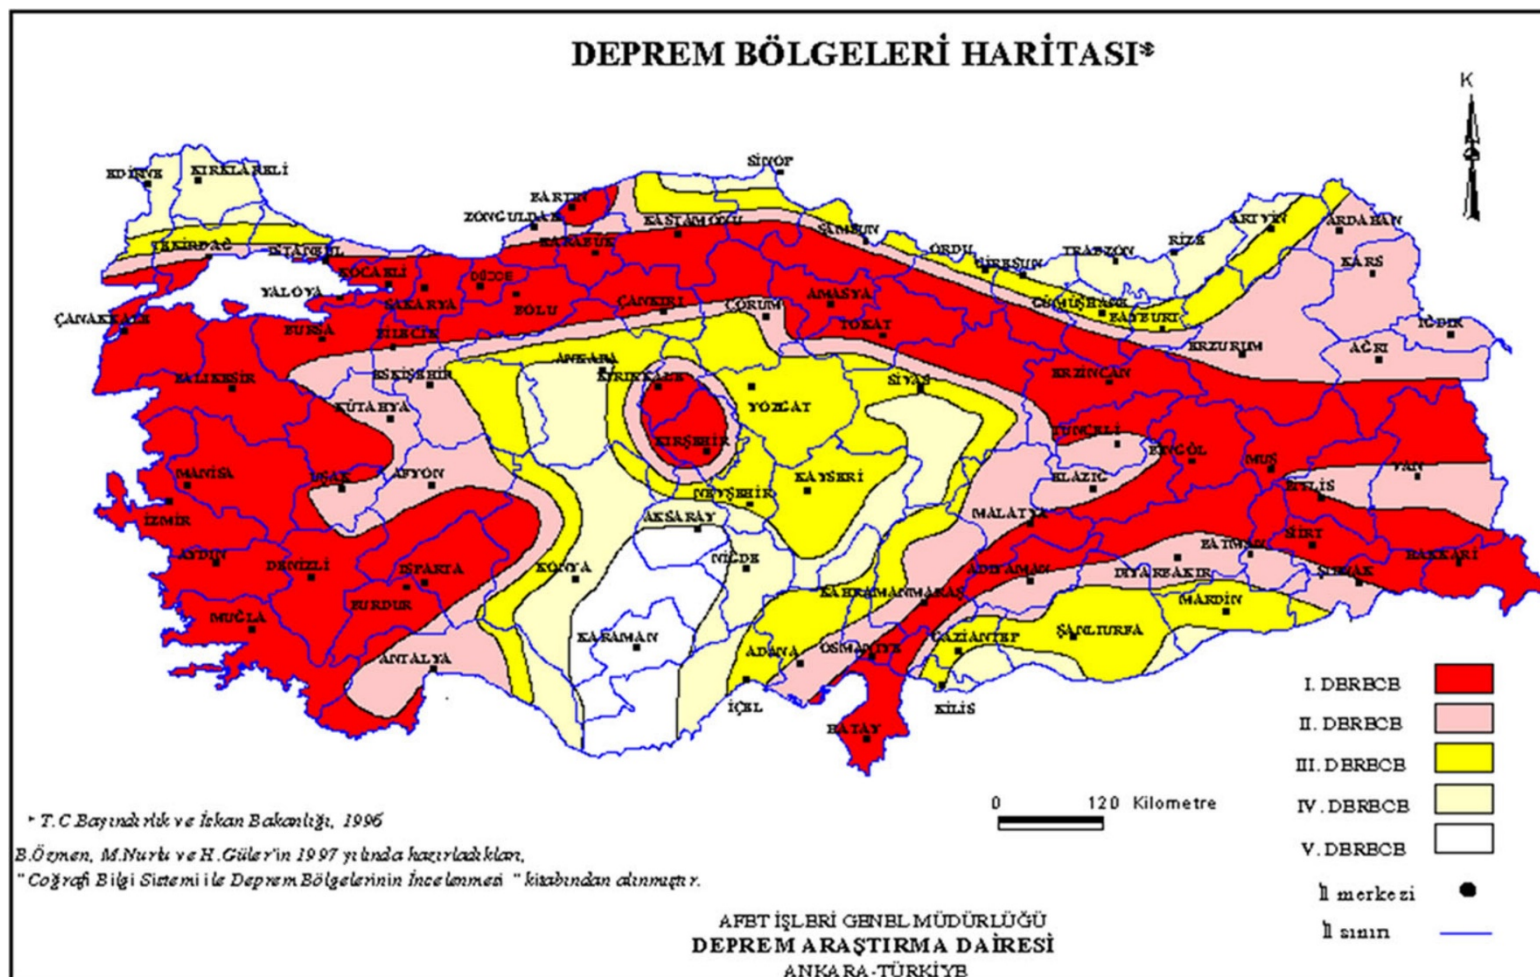 DEPREM BÖLGELERİ HARİTASI*
K
SİNOP
EDİRNE
KIRKLARELİ
BARTIN
ZONGULDAK
KASTAMONU
SAMSUN
ARTVİN
ARDAHAN
TEKİRDAĞ
İSTANBUL
KARABÜK
ORDU
GİRESUN
TRABZON
RİZE
KARS
KOCAELİ
YALOVA
SAKARYA
DÜZCE
BOLU
ÇANKIRI
ÇORUM
AMASYA
TOKAT
GÜMÜŞHANE
BAYBURT
IĞDIR
ÇANAKKALE
BURSA
BİLECİK
ERZURUM
AĞRI
BALIKESİR
ESKİŞEHİR
ANKARA
KIRIKKALE
SİVAS
ERZİNCAN
KÜTAHYA
YOZGAT
KIRŞEHİR
TUNCELİ
BİNGÖL
MUŞ
MANİSA
UŞAK
AFYON
NEVŞEHİR
KAYSERİ
ELAZIĞ
VAN
BİTLİS
İZMİR
AKSARAY
MALATYA
SİİRT
AYDIN
DENİZLİ
ISPARTA
BURDUR
KONYA
NİĞDE
KAHRAMANMARAŞ
ADIYAMAN
DİYARBAKIR
BATMAN
ŞIRNAK
HAKKARİ
MUĞLA
ANTALYA
KARAMAN
ADANA
OSMANİYE
GAZİANTEP
ŞANLIURFA
MARDİN
İÇEL
KİLİS
HATAY
I. DERECE
II. DERECE
III. DERECE
IV. DERECE
V. DERECE
İl merkezi
İl sınırı
0 120 Kilometre
* T.C.Bayındırlık ve İskan Bakanlığı, 1996
B.Özmen, M.Nurlu ve H.Güler'in 1997 yılında hazırladıkları,
" Coğrafi Bilgi Sistemi ile Deprem Bölgelerinin İncelenmesi " kitabından alınmıştır.
AFET İŞLERİ GENEL MÜDÜRLÜĞÜ
DEPREM ARAŞTIRMA DAİRESİ
ANKARA-TÜRKİYE